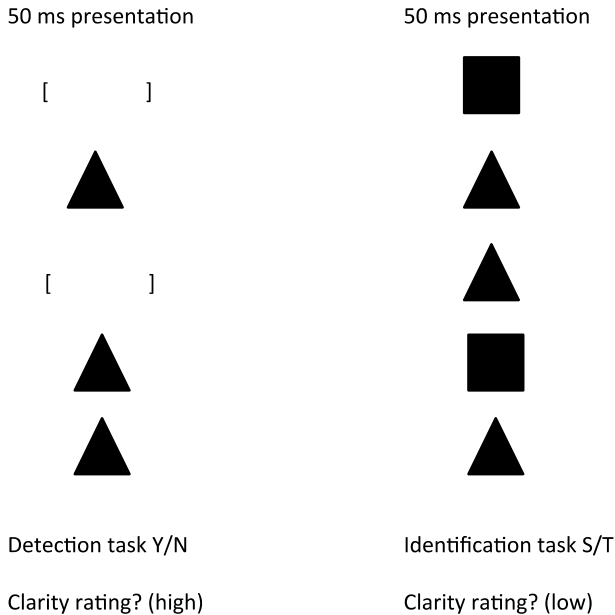 50 ms presentation
50 ms presentation
[ ]
[ ]
Detection task Y/N
Identification task S/T
Clarity rating? (high)
Clarity rating? (low)